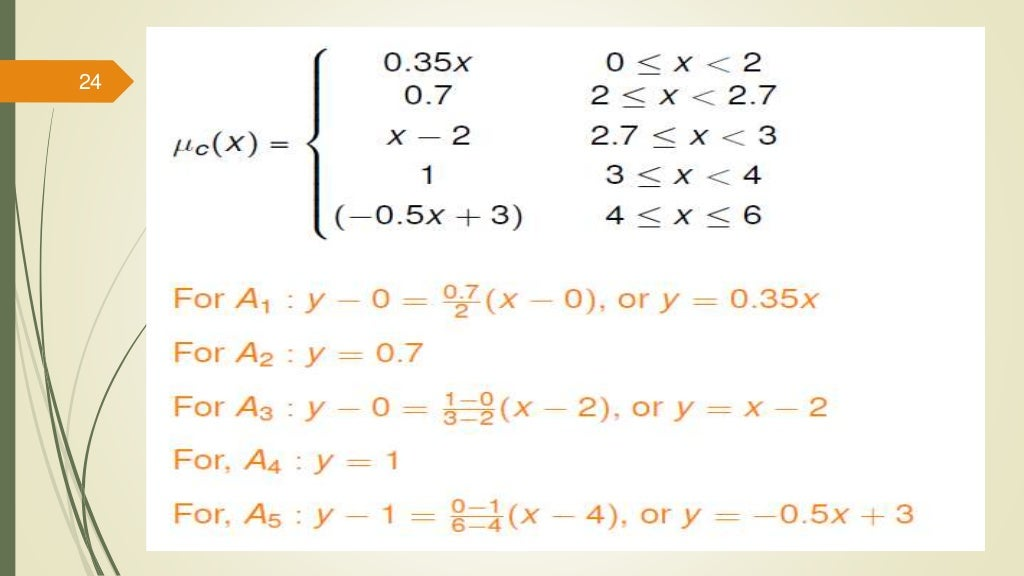 24
0.35x 0 ≤ x < 2
0.7 2 ≤ x < 2.7
μc(x) = { x − 2 2.7 ≤ x < 3
1 3 ≤ x < 4
(−0.5x + 3) 4 ≤ x ≤ 6
For A₁ : y − 0 = 0.7/2 (x − 0), or y = 0.35x
For A₂ : y = 0.7
For A₃ : y − 0 = 1−0/3−2 (x − 2), or y = x − 2
For, A₄ : y = 1
For, A₅ : y − 1 = 0−1/6−4 (x − 4), or y = −0.5x + 3